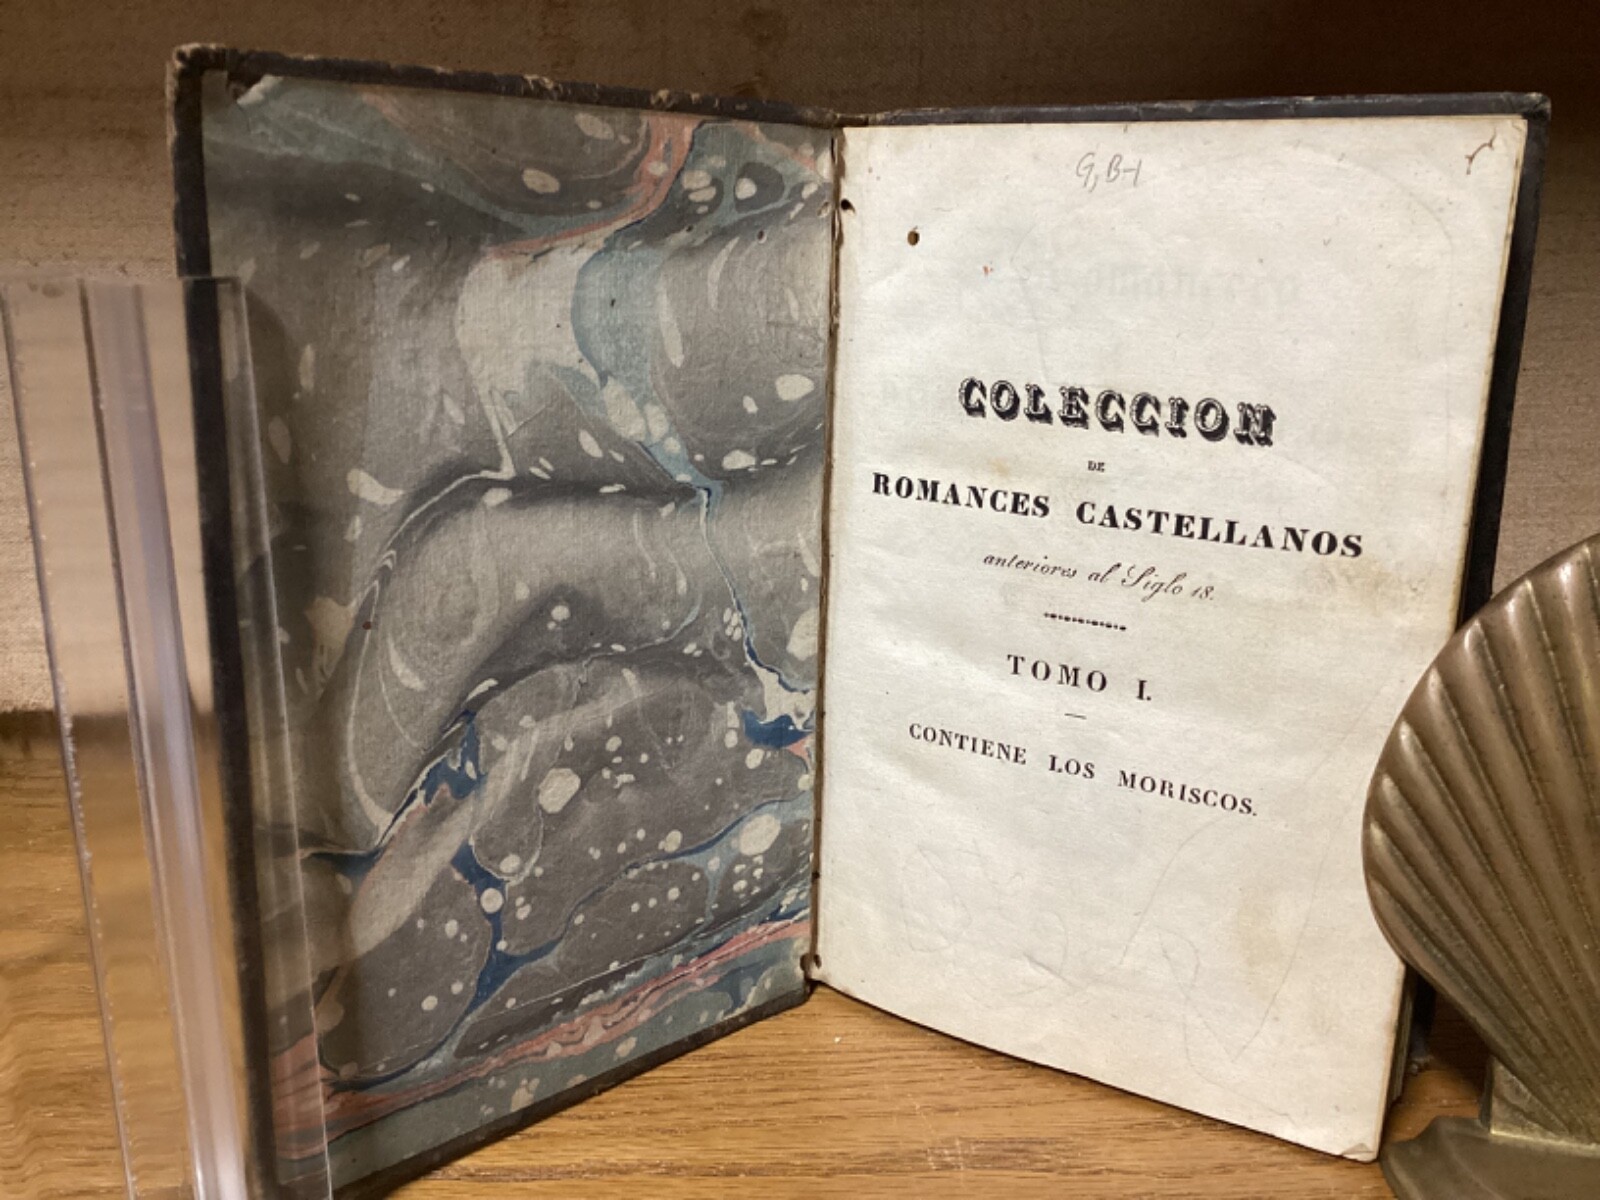 G, B-1
COLECCION
DE
ROMANCES CASTELLANOS
anteriores al Siglo 18.
TOMO I.
CONTIENE LOS MORISCOS.